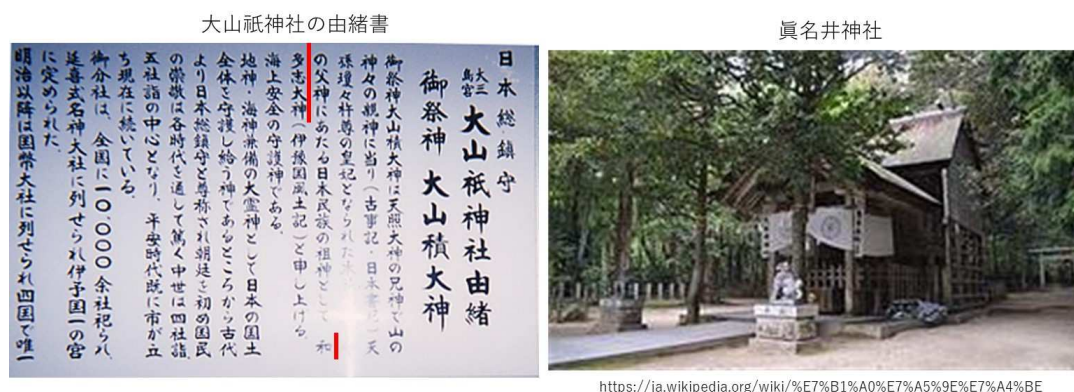 大山祇神社の由緒書
眞名井神社
日本総鎮守
大三島宮 大山祇神社由緒
御祭神 大山積大神
御祭神大山積大神は天照大神の兄神で山の
神々の親神に当り(古事記・日本書)天
孫瓊々杵尊の皇妃となられた
の父神にあたる日本民族の祖神として 和
多志大神(伊豫国風土記)と申し上げる。
海上安全の守護神である。
地神・海神兼備の大霊神として日本の国土
全体を守護し給う神であるところから古代
より日本総鎮守と尊称され朝廷を初め国民
の崇敬は各時代を通して篤く中世は四社詣
五社詣の中心となり、平安時代既に市が立
ち現在に続いている。
御分社は、全国に一〇、〇〇〇余社祀られ、
延喜式名神大社に列せられ伊予国一の宮
に定められた。
明治以降は国幣大社に列せられ四国で唯一
https://ja.wikipedia.org/wiki/%E7%B1%A0%E7%A5%9E%E7%A4%BE